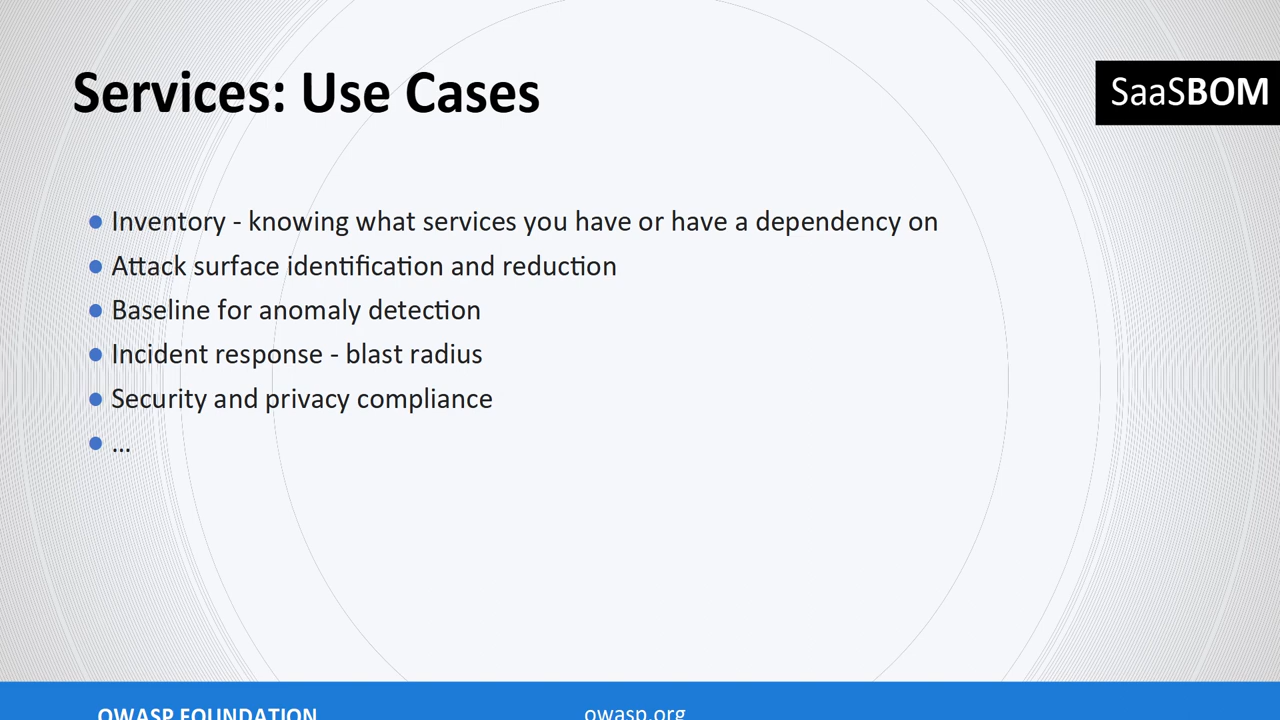 Services: Use Cases
SaaSBOM
Inventory - knowing what services you have or have a dependency on
Attack surface identification and reduction
Baseline for anomaly detection
Incident response - blast radius
Security and privacy compliance
...
OWASP FOUNDATION
owasp.org